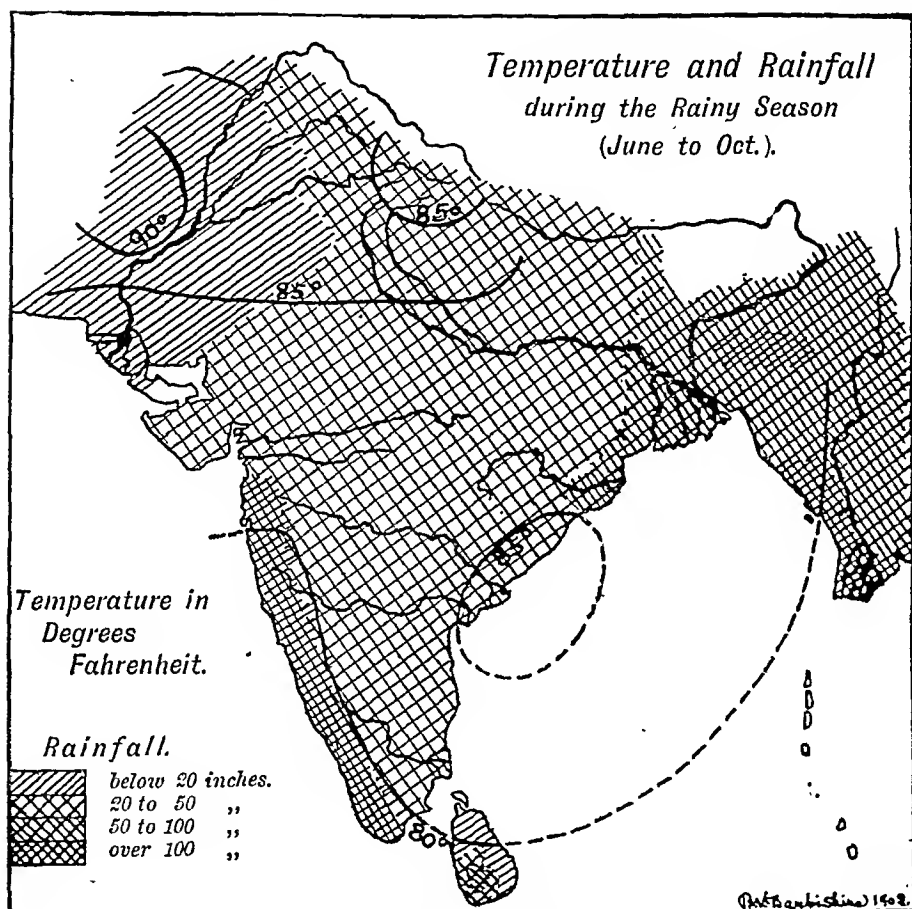 Temperature and Rainfall
during the Rainy Season
(June to Oct.).
90°
85°
85°
85°
Temperature in
Degrees
Fahrenheit.
Rainfall.
below 20 inches.
20 to 50 „
50 to 100 „
over 100 „
80°
1902.